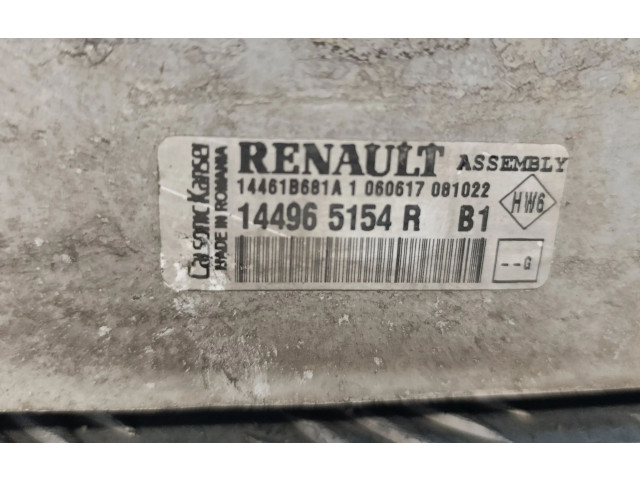 Calsonic Kansei
MADE IN ROMANIA
RENAULT ASSEMBLY
14461B681A 1 060617 081022
14496 5154 R B1
HW6
--G